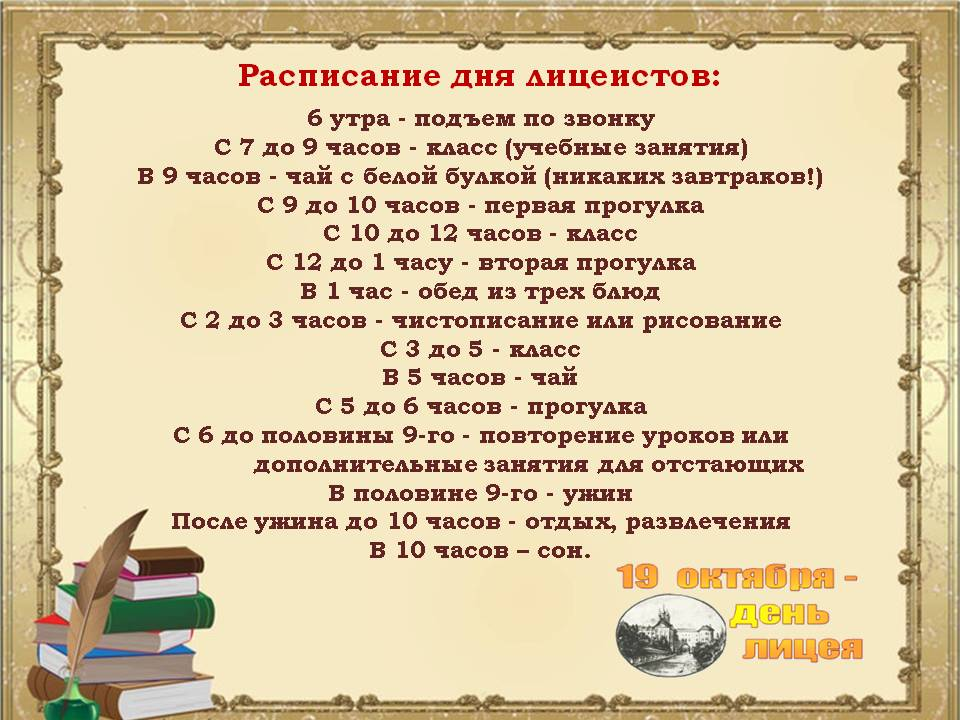 Расписание дня лицеистов:
6 утра - подъем по звонку
С 7 до 9 часов - класс (учебные занятия)
В 9 часов - чай с белой булкой (никаких завтраков!)
С 9 до 10 часов - первая прогулка
С 10 до 12 часов - класс
С 12 до 1 часу - вторая прогулка
В 1 час - обед из трех блюд
С 2 до 3 часов - чистописание или рисование
С 3 до 5 - класс
В 5 часов - чай
С 5 до 6 часов - прогулка
С 6 до половины 9-го - повторение уроков или
дополнительные занятия для отстающих
В половине 9-го - ужин
После ужина до 10 часов - отдых, развлечения
В 10 часов – сон.
19 октября -
день
лицея